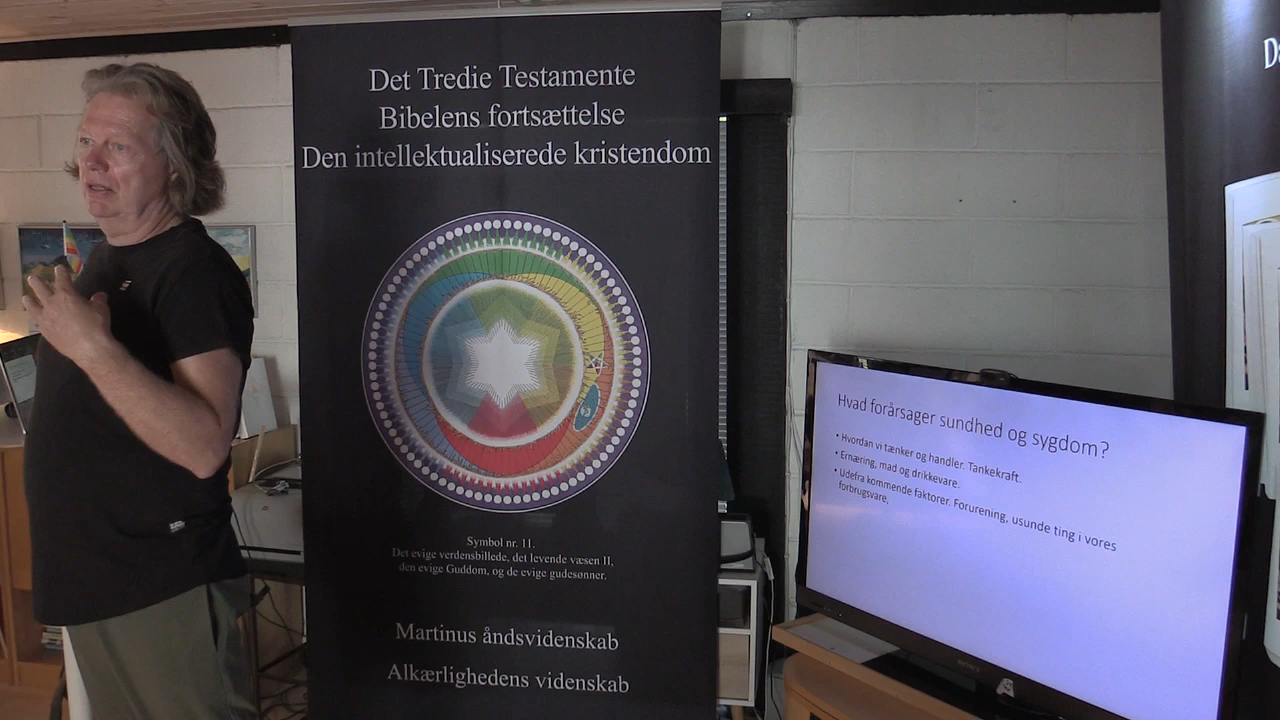 Det Tredie Testamente
Bibelens fortsættelse
Den intellektualiserede kristendom
Symbol nr. 11.
Det evige verdensbillede, det levende væsen II,
den evige Guddom, og de evige gudesønner.
Martinus åndsvidenskab
Alkærlighedens videnskab
Hvad forårsager sundhed og sygdom?
• Hvordan vi tænker og handler. Tankekraft.
• Ernæring, mad og drikkevare.
• Udefra kommende faktorer. Forurening, usunde ting i vores
forbrugsvare.
SONY